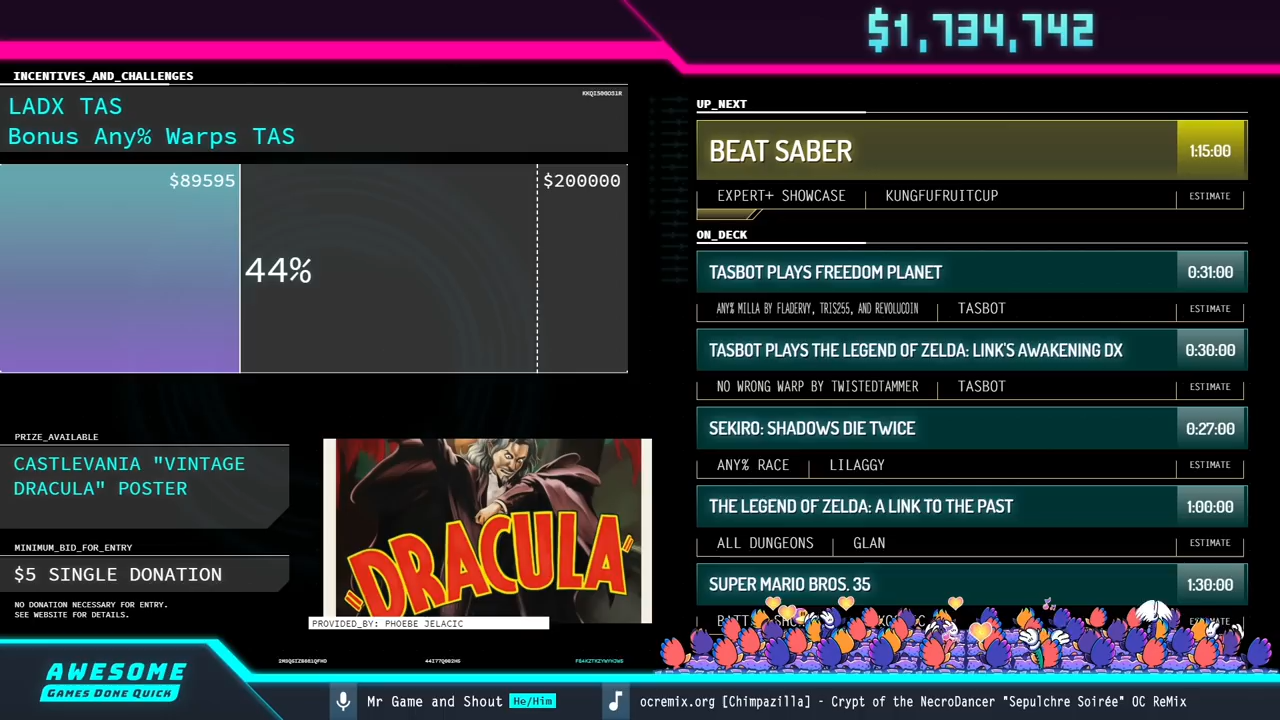 $1,734,742
INCENTIVES_AND_CHALLENGES
LADX TAS
Bonus Any% Warps TAS
$89595
$200000
44%
PRIZE_AVAILABLE
CASTLEVANIA "VINTAGE
DRACULA" POSTER
MINIMUM_BID_FOR_ENTRY
$5 SINGLE DONATION
NO DONATION NECESSARY FOR ENTRY.
SEE WEBSITE FOR DETAILS.
"DRACULA"
PROVIDED_BY: PHOEBE JELACIC
UP_NEXT
BEAT SABER
1:15:00
EXPERT+ SHOWCASE
KUNGFUFRUITCUP
ESTIMATE
ON_DECK
TASBOT PLAYS FREEDOM PLANET
0:31:00
ANY% MILLA BY FLADERVY, TRIS255, AND REVOLUCOIN
TASBOT
ESTIMATE
TASBOT PLAYS THE LEGEND OF ZELDA: LINK'S AWAKENING DX
0:30:00
NO WRONG WARP BY TWISTEDTAMMER
TASBOT
ESTIMATE
SEKIRO: SHADOWS DIE TWICE
0:27:00
ANY% RACE
LILAGGY
ESTIMATE
THE LEGEND OF ZELDA: A LINK TO THE PAST
1:00:00
ALL DUNGEONS
GLAN
ESTIMATE
SUPER MARIO BROS. 35
1:30:00
ESTIMATE
AWESOME
GAMES DONE QUICK
Mr Game and Shout He/Him
ocremix.org [Chimpazilla] - Crypt of the NecroDancer "Sepulchre Soirée" OC ReMix